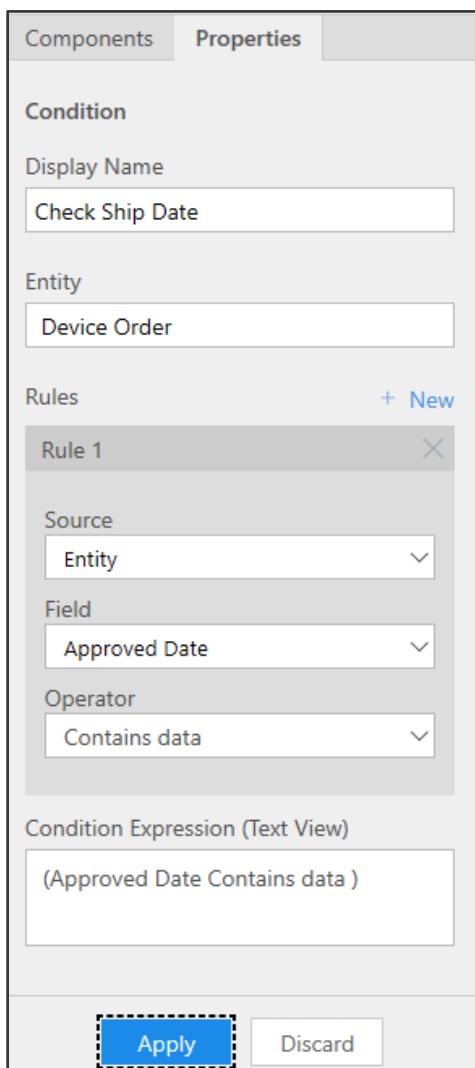 Components Properties
Condition
Display Name
Check Ship Date
Entity
Device Order
Rules + New
Rule 1
Source
Entity
Field
Approved Date
Operator
Contains data
Condition Expression (Text View)
(Approved Date Contains data )
Apply Discard